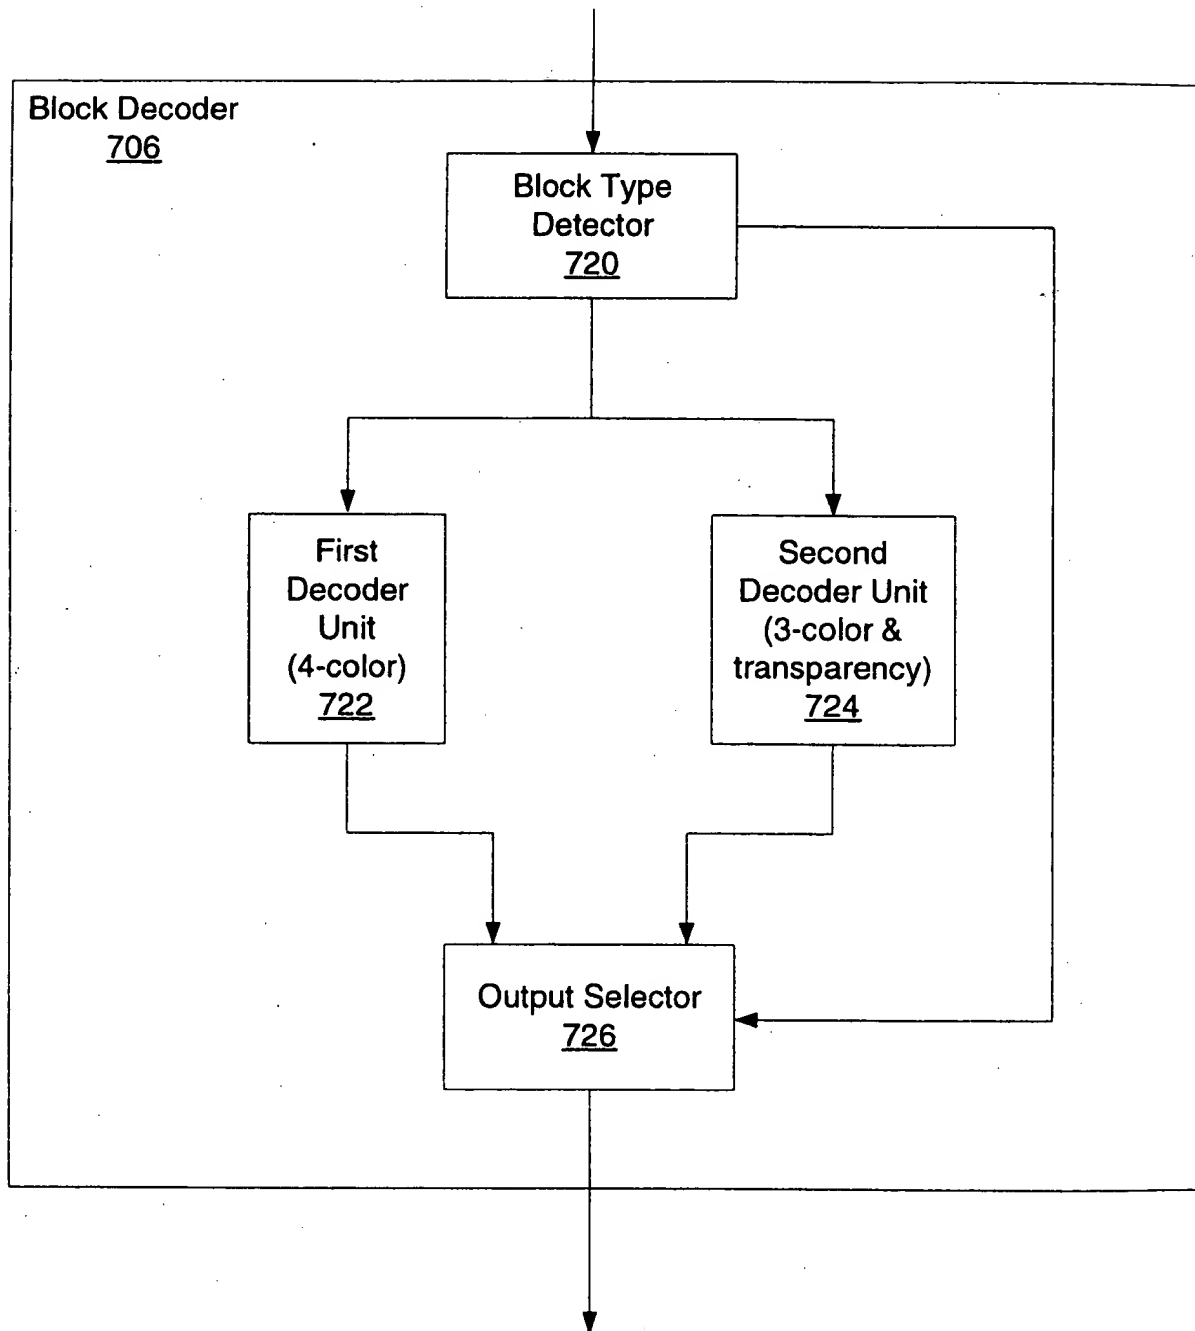 Block Decoder
706
Block Type
Detector
720
First
Decoder
Unit
(4-color)
722
Second
Decoder Unit
(3-color &
transparency)
724
Output Selector
726